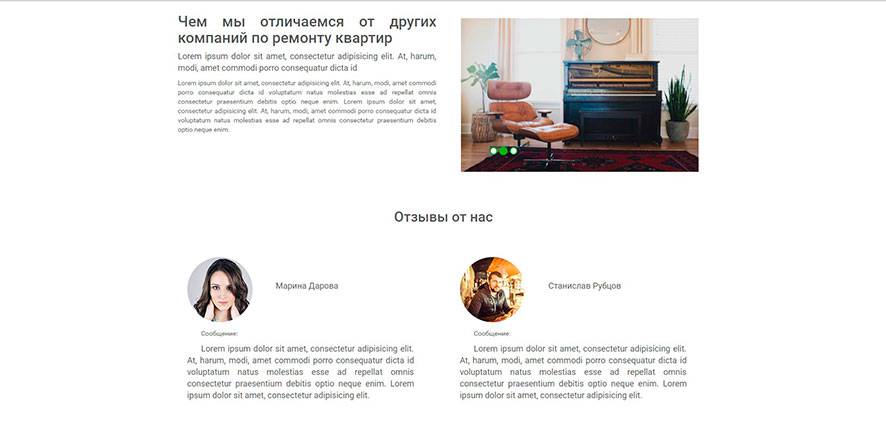 Чем мы отличаемся от других
компаний по ремонту квартир
Lorem ipsum dolor sit amet, consectetur adipisicing elit. At, harum,
modi, amet commodi porro consequatur dicta id
Lorem ipsum dolor sit amet, consectetur adipisicing elit. At, harum, modi, amet commodi
porro consequatur dicta id voluptatum natus molestias esse ad repellat omnis
consectetur praesentium debitis optio neque enim. Lorem ipsum dolor sit amet,
consectetur adipisicing elit. At, harum, modi, amet commodi porro consequatur dicta id
voluptatum natus molestias esse ad repellat omnis consectetur praesentium debitis
optio neque enim.
Отзывы от нас
Марина Дарова
Сообщение:
Lorem ipsum dolor sit amet, consectetur adipisicing elit.
At, harum, modi, amet commodi porro consequatur dicta id
voluptatum natus molestias esse ad repellat omnis
consectetur praesentium debitis optio neque enim. Lorem
ipsum dolor sit amet, consectetur adipisicing elit.
Станислав Рубцов
Сообщение:
Lorem ipsum dolor sit amet, consectetur adipisicing elit.
At, harum, modi, amet commodi porro consequatur dicta id
voluptatum natus molestias esse ad repellat omnis
consectetur praesentium debitis optio neque enim. Lorem
ipsum dolor sit amet, consectetur adipisicing elit.